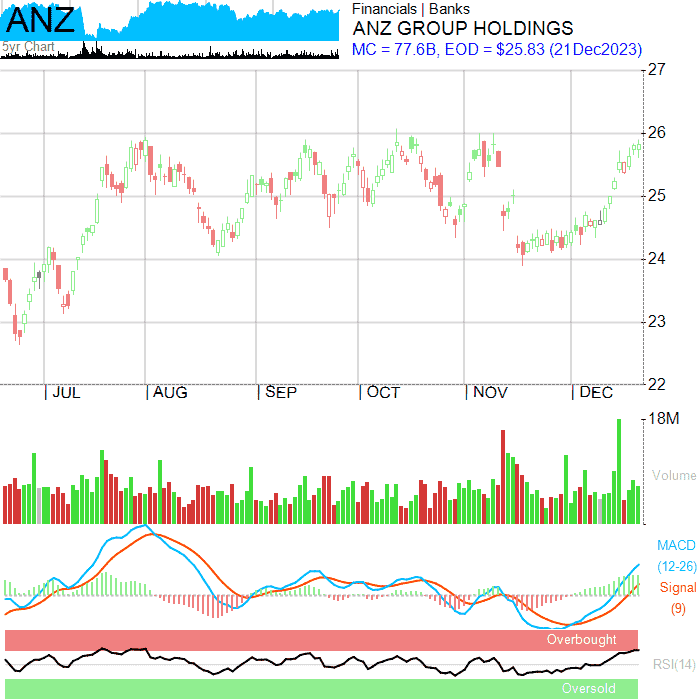 ANZ
5yr Chart
Financials | Banks
ANZ GROUP HOLDINGS
MC = 77.6B, EOD = $25.83 (21Dec2023)
27
26
25
24
23
22
JUL AUG SEP OCT NOV DEC
18M
Volume
MACD
(12-26)
Signal
(9)
Overbought
RSI(14)
Oversold